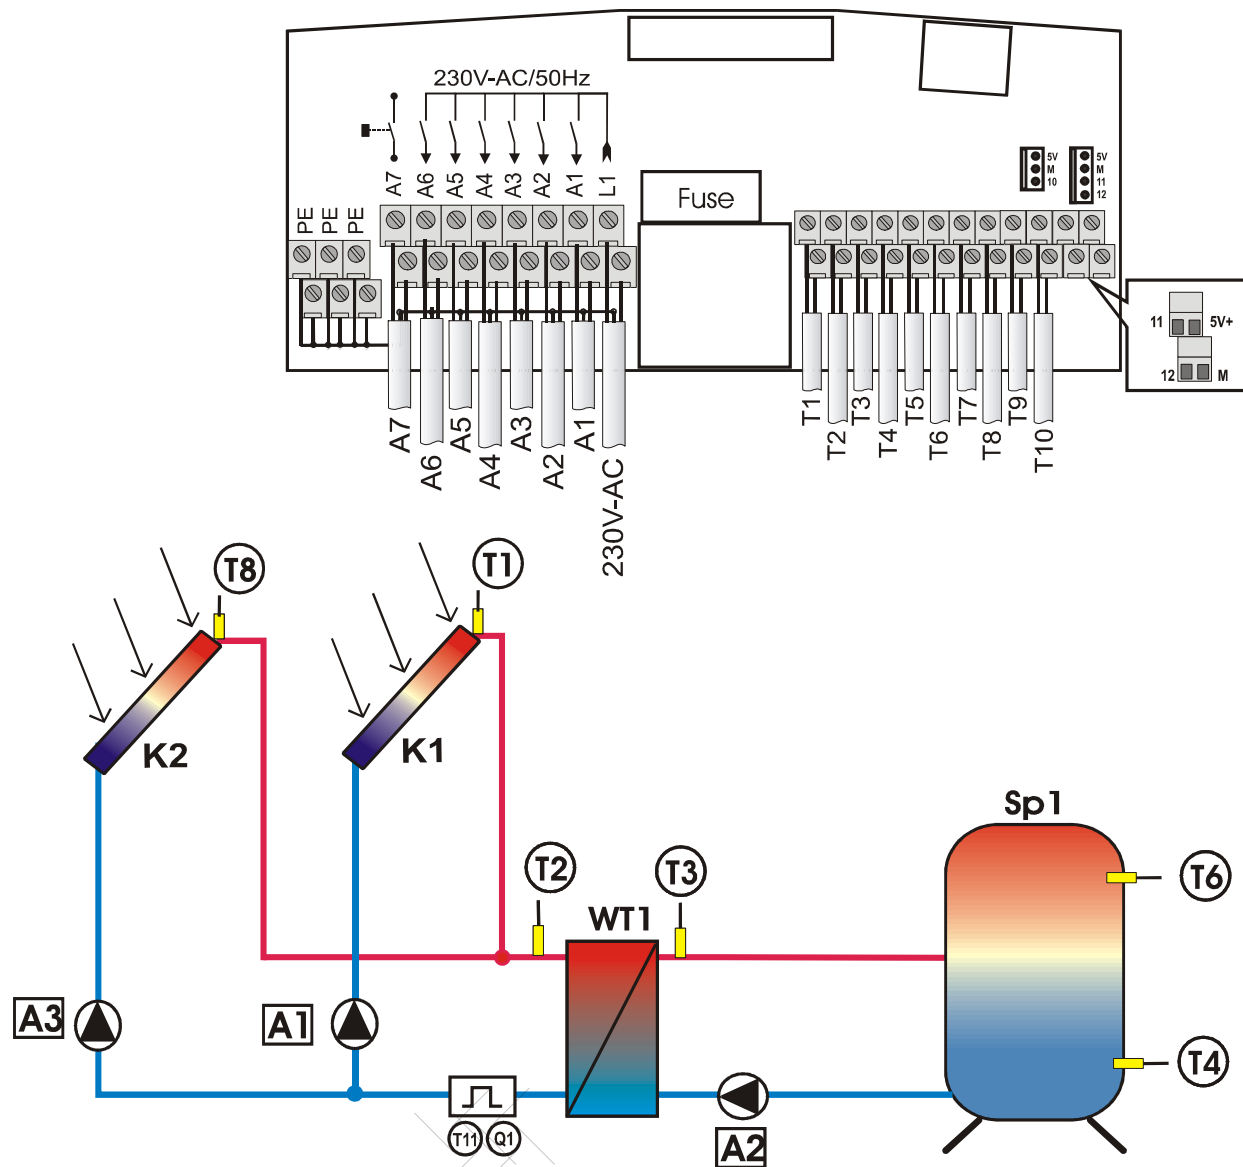 230V-AC/50Hz
A7 A6 A5 A4 A3 A2 A1 L1
PE PE PE
Fuse
5V
M
10
5V
M
11
12
11 5V+
12 M
A7 A6 A5 A4 A3 A2 A1 230V-AC
T1 T2 T3 T4 T5 T6 T7 T8 T9 T10
T8 T1
K2 K1
Sp1
T2 T3 T6
WT1
A3 A1
T4
T11 Q1
A2